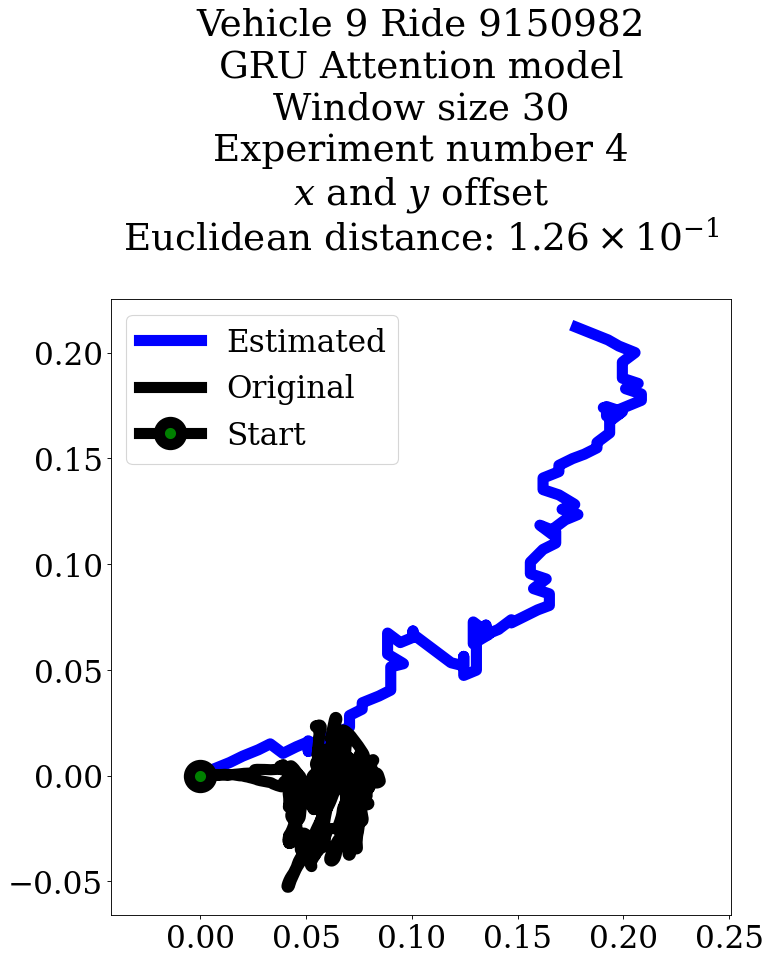 Vehicle 9 Ride 9150982
GRU Attention model
Window size 30
Experiment number 4
x and y offset
Euclidean distance: 1.26 × 10⁻¹
Estimated
Original
Start
0.20
0.15
0.10
0.05
0.00
−0.05
0.00 0.05 0.10 0.15 0.20 0.25